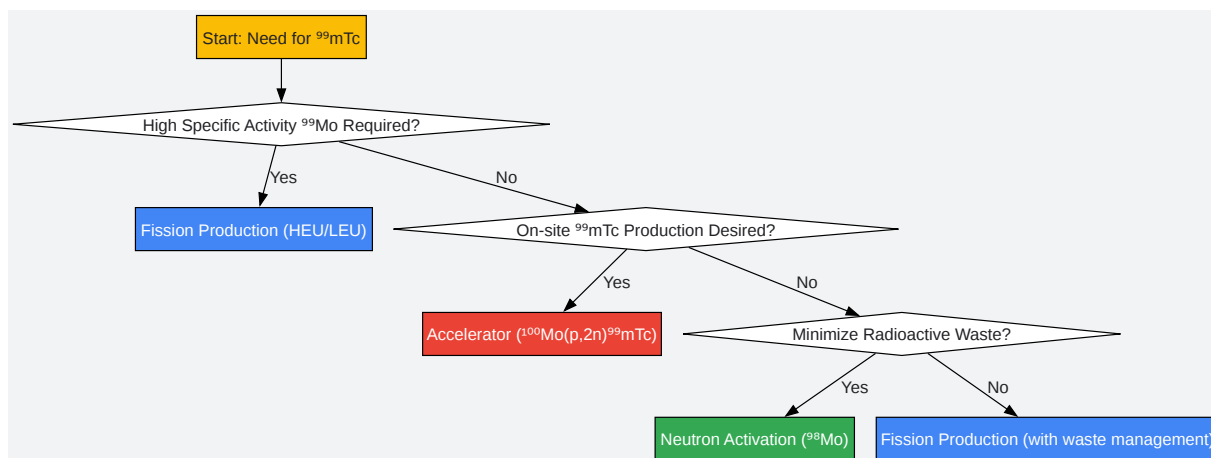 Start: Need for ⁹⁹mTc
High Specific Activity ⁹⁹Mo Required?
Yes
No
Fission Production (HEU/LEU)
On-site ⁹⁹mTc Production Desired?
Yes
No
Accelerator (¹⁰⁰Mo(p,2n)⁹⁹mTc)
Minimize Radioactive Waste?
Yes
No
Neutron Activation (⁹⁸Mo)
Fission Production (with waste management)